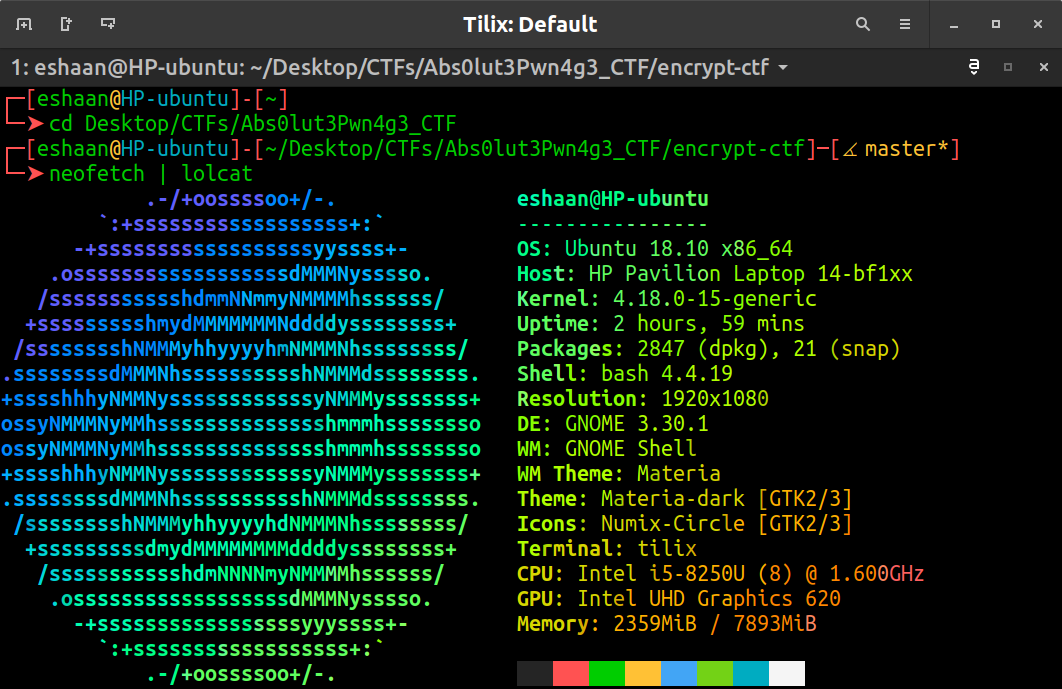 Tilix: Default
1: eshaan@HP-ubuntu: ~/Desktop/CTFs/Abs0lut3Pwn4g3_CTF/encrypt-ctf
┌─[eshaan@HP-ubuntu]-[~]
└─➤ cd Desktop/CTFs/Abs0lut3Pwn4g3_CTF
┌─[eshaan@HP-ubuntu]-[~/Desktop/CTFs/Abs0lut3Pwn4g3_CTF/encrypt-ctf]─[⎇ master*]
└─➤ neofetch | lolcat
.-/+oossssoo+/-. eshaan@HP-ubuntu
`:+ssssssssssssssssss+:` ----------------
-+ssssssssssssssssssyyssss+- OS: Ubuntu 18.10 x86_64
.ossssssssssssssssssdMMMNysssso. Host: HP Pavilion Laptop 14-bf1xx
/ssssssssssshdmmNNmmyNMMMMhssssss/ Kernel: 4.18.0-15-generic
+ssssssssshmydMMMMMMMNddddyssssssss+ Uptime: 2 hours, 59 mins
/sssssssshNMMMyhhyyyyhmNMMMNhssssssss/ Packages: 2847 (dpkg), 21 (snap)
.ssssssssdMMMNhsssssssssshNMMMdssssssss. Shell: bash 4.4.19
+sssshhhyNMMNyssssssssssssyNMMMysssssss+ Resolution: 1920x1080
ossyNMMMNyMMhsssssssssssssshmmmhssssssso DE: GNOME 3.30.1
ossyNMMMNyMMhsssssssssssssshmmmhssssssso WM: GNOME Shell
+sssshhhyNMMNyssssssssssssyNMMMysssssss+ WM Theme: Materia
.ssssssssdMMMNhsssssssssshNMMMdssssssss. Theme: Materia-dark [GTK2/3]
/sssssssshNMMMyhhyyyyhdNMMMNhssssssss/ Icons: Numix-Circle [GTK2/3]
+sssssssssdmydMMMMMMMMddddyssssssss+ Terminal: tilix
/ssssssssssshdmNNNNmyNMMMMhssssss/ CPU: Intel i5-8250U (8) @ 1.600GHz
.ossssssssssssssssssdMMMNysssso. GPU: Intel UHD Graphics 620
-+sssssssssssssssssyyyssss+- Memory: 2359MiB / 7893MiB
`:+ssssssssssssssssss+:`
.-/+oossssoo+/-.